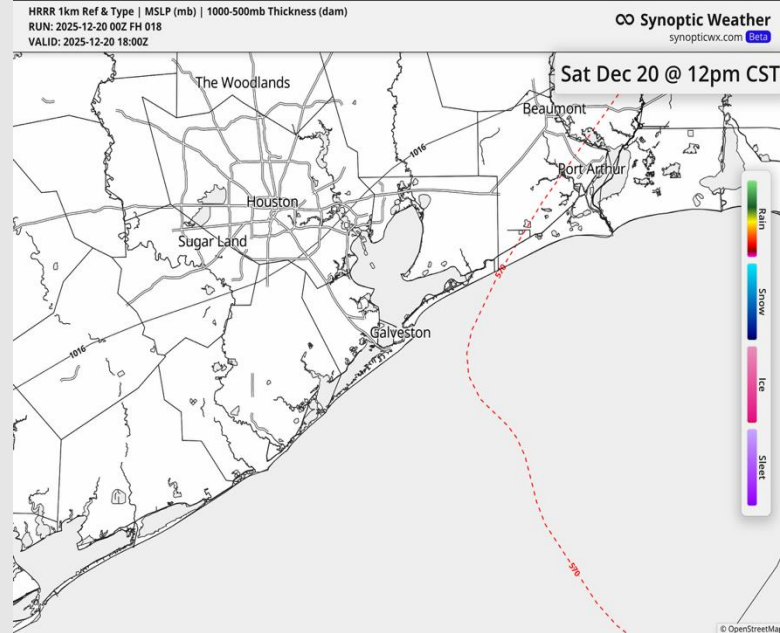 HRRR 1km Ref & Type | MSLP (mb) | 1000-500mb Thickness (dam)
RUN: 2025-12-20 00Z FH 018
VALID: 2025-12-20 18:00Z
Synoptic Weather
synopticwx.com Beta
Sat Dec 20 @ 12pm CST
The Woodlands
Beaumont
1016
Port Arthur
Houston
Sugar Land
570
Galveston
1016
570
Rain
Snow
Ice
Sleet
© OpenStreetMap